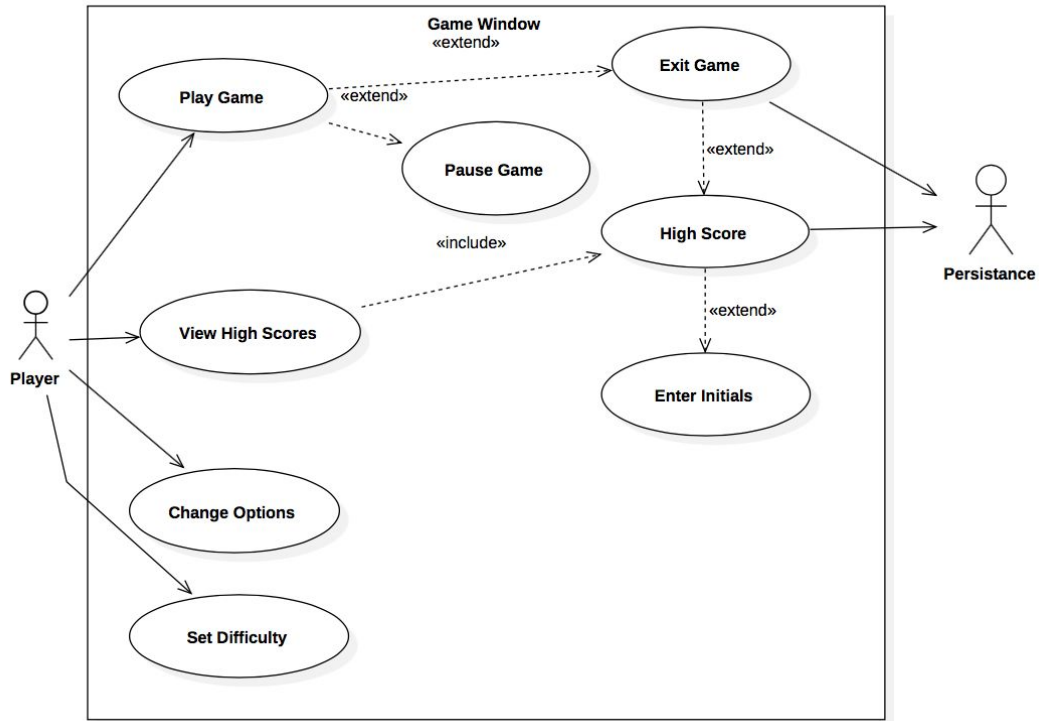 Game Window
«extend»
Exit Game
Play Game
«extend»
Pause Game
«extend»
High Score
«include»
Persistance
View High Scores
«extend»
Player
Enter Initials
Change Options
Set Difficulty